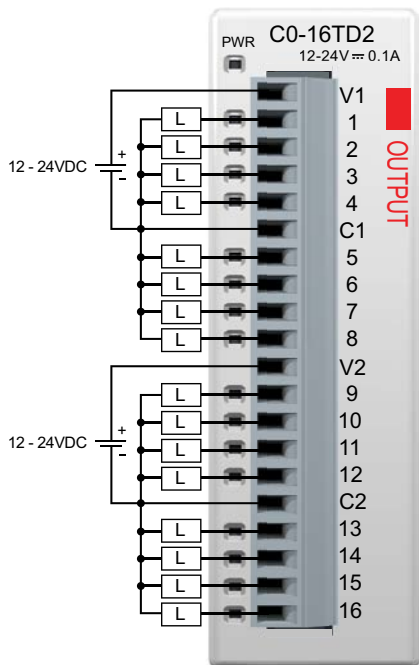 PWR C0-16TD2
12-24V⎓0.1A
V1
L 1
L 2
12 - 24VDC + - L 3
L 4
C1
L 5
L 6
L 7
L 8
V2
L 9
L 10
12 - 24VDC + - L 11
L 12
C2
L 13
L 14
L 15
L 16
OUTPUT